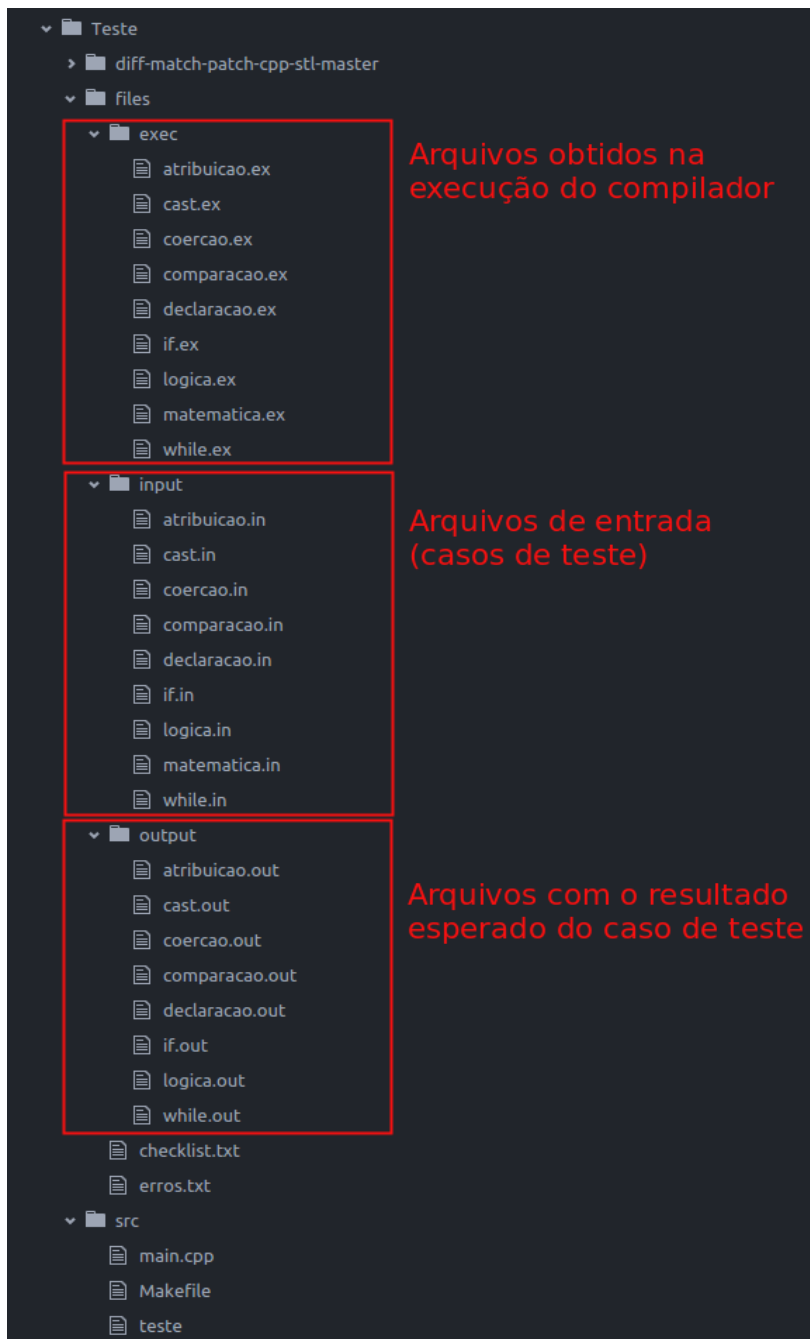 Teste
diff-match-patch-cpp-stl-master
files
exec
atribuicao.ex
cast.ex
coercao.ex
comparacao.ex
declaracao.ex
if.ex
logica.ex
matematica.ex
while.ex
Arquivos obtidos na
execução do compilador
input
atribuicao.in
cast.in
coercao.in
comparacao.in
declaracao.in
if.in
logica.in
matematica.in
while.in
Arquivos de entrada
(casos de teste)
output
atribuicao.out
cast.out
coercao.out
comparacao.out
declaracao.out
if.out
logica.out
while.out
Arquivos com o resultado
esperado do caso de teste
checklist.txt
erros.txt
src
main.cpp
Makefile
teste